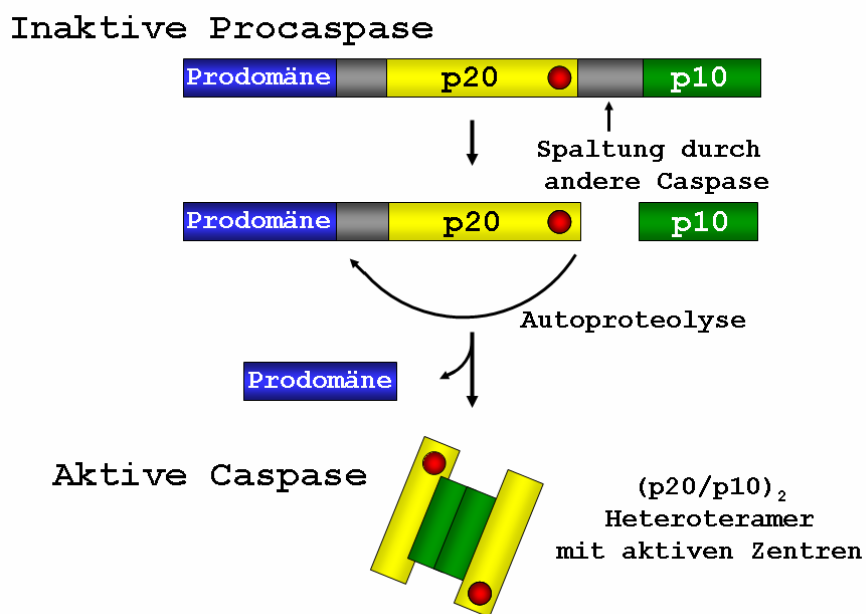 Inaktive Procaspase
Prodomäne p20 p10
Spaltung durch
andere Caspase
Prodomäne p20 p10
Autoproteolyse
Prodomäne
Aktive Caspase
(p20/p10)₂
Heteroteramer
mit aktiven Zentren